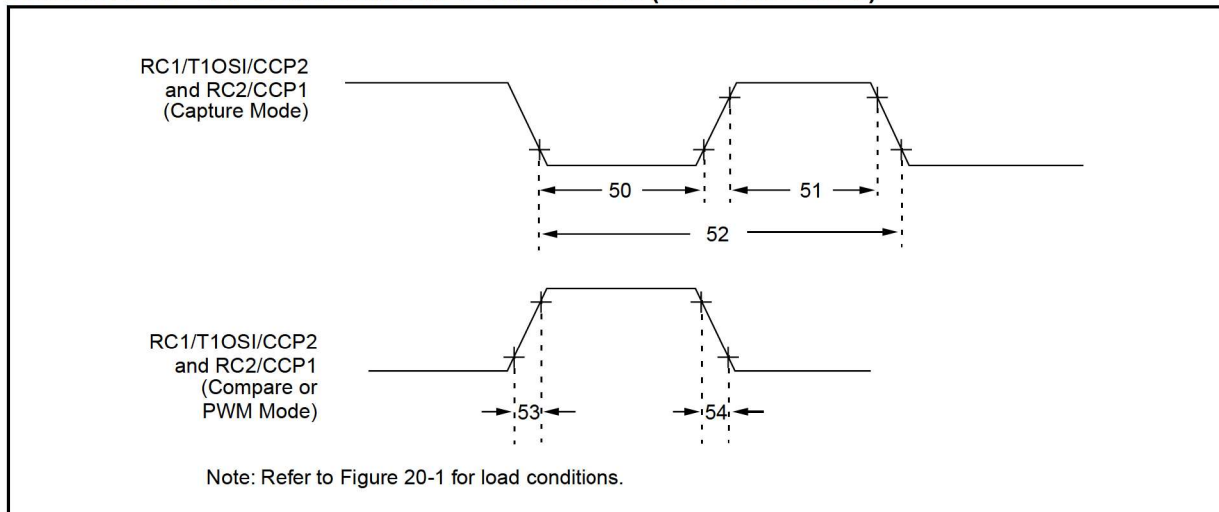 RC1/T1OSI/CCP2
and RC2/CCP1
(Capture Mode)
50
51
52
RC1/T1OSI/CCP2
and RC2/CCP1
(Compare or
PWM Mode)
53
54
Note: Refer to Figure 20-1 for load conditions.